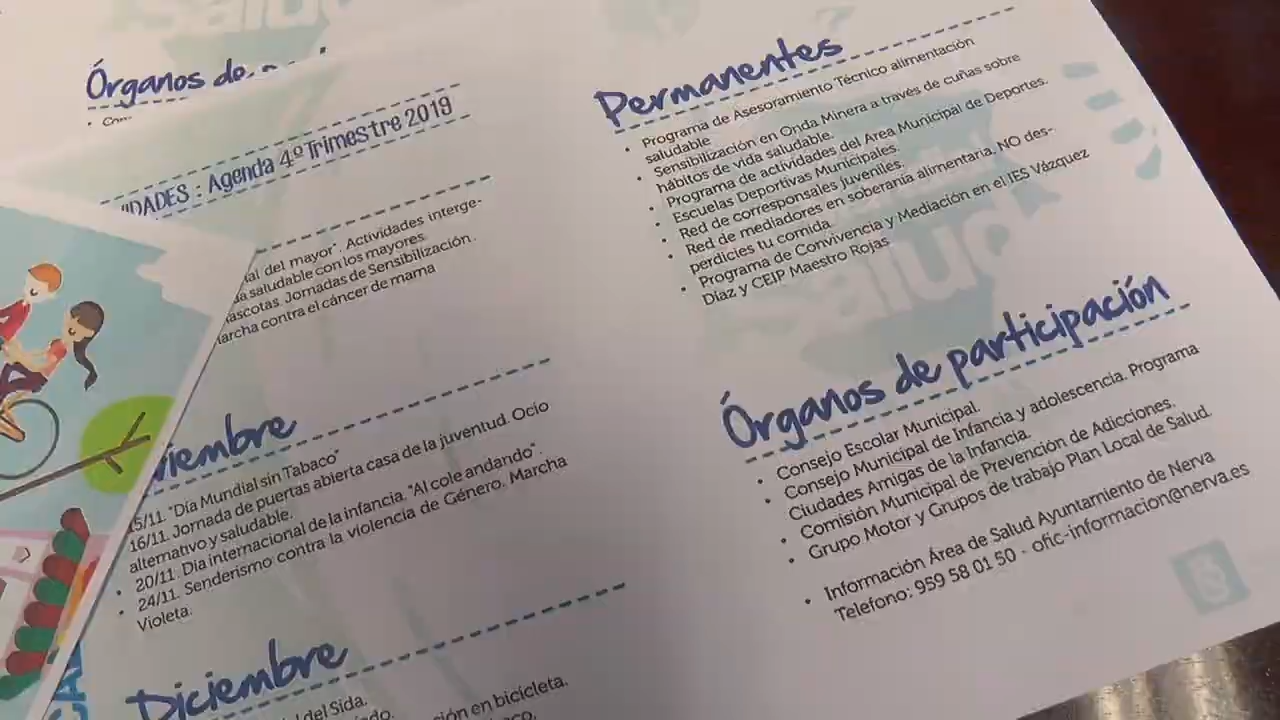 Salud
Órganos de
IDADES : Agenda 4º Trimestre 2019
del mayor". Actividades interge-
saludable con los mayores.
ascotas. Jornadas de Sensibilización.
archa contra el cáncer de mama
viembre
15/11. "Día Mundial sin Tabaco"
16/11. Jornada de puertas abierta casa de la juventud. Ocio
alternativo y saludable.
• 20/11. Día internacional de la infancia. "Al cole andando".
• 24/11. Senderismo contra la violencia de Género. Marcha
Violeta.
Diciembre
del Sida.
en bicicleta.
Permanentes
• Programa de Asesoramiento Técnico alimentación
saludable
• Sensibilización en Onda Minera a través de cuñas sobre
hábitos de vida saludable.
• Programa de actividades del Area Municipal de Deportes.
Escuelas Deportivas Municipales.
• Red de corresponsales juveniles.
• Red de mediadores en soberanía alimentaria. NO des-
perdicies tu comida.
• Programa de Convivencia y Mediación en el IES Vázquez
Díaz y CEIP Maestro Rojas
Salud
Órganos de participación
• Consejo Escolar Municipal.
• Consejo Municipal de Infancia y adolescencia. Programa
Ciudades Amigas de la Infancia.
• Comisión Municipal de Prevención de Adicciones.
• Grupo Motor y Grupos de trabajo Plan Local de Salud.
• Información Área de Salud Ayuntamiento de Nerva
Telefono: 959 58 01 50 - ofic-informacion@nerva.es